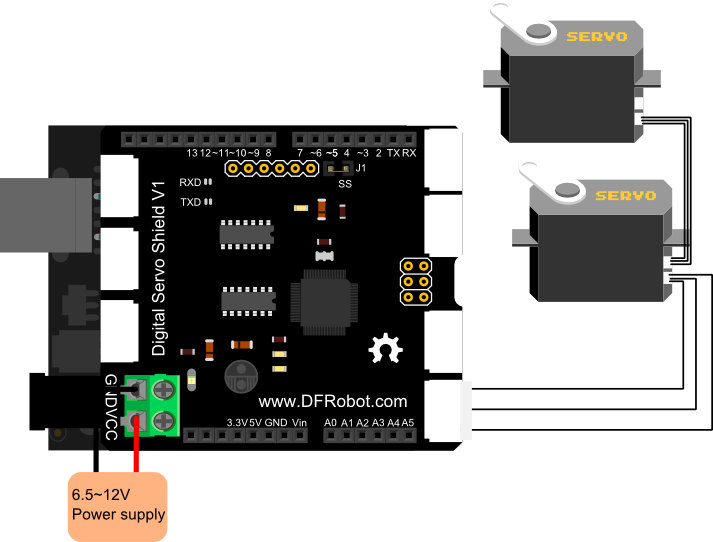 SERVO
SERVO
13 12~11~10~9 8
7 ~6 ~5 4 ~3 2 TX RX
J1
RXD
SS
TXD
Digital Servo Shield V1
www.DFRobot.com
GND VCC
3.3V 5V GND Vin
A0 A1 A2 A3 A4 A5
6.5~12V
Power supply